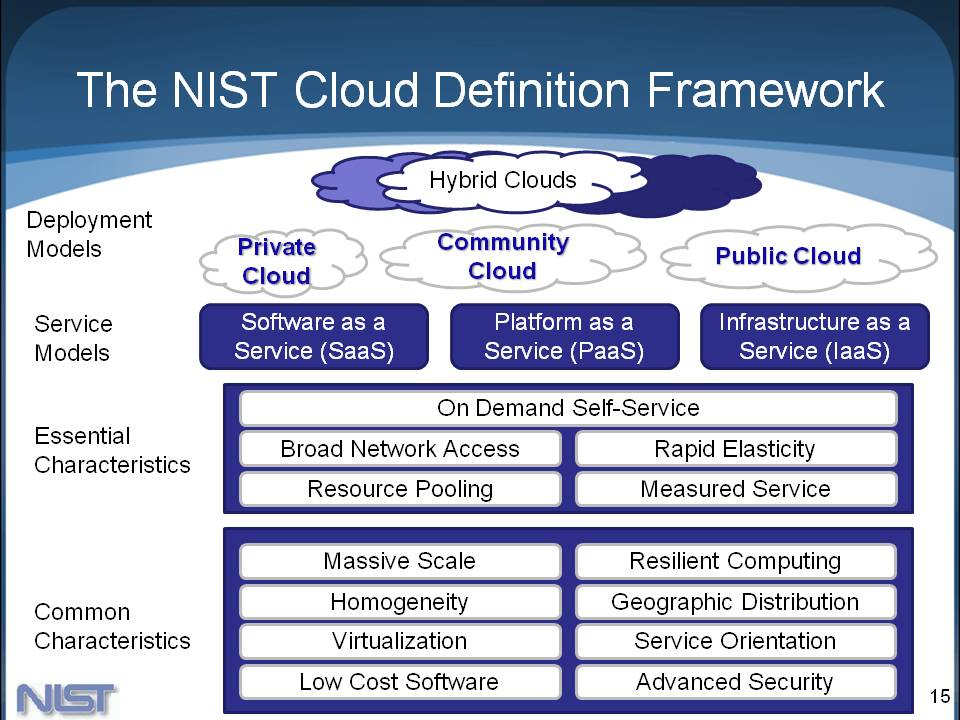 The NIST Cloud Definition Framework
Hybrid Clouds
Deployment
Models
Private
Cloud
Community
Cloud
Public Cloud
Service
Models
Software as a
Service (SaaS)
Platform as a
Service (PaaS)
Infrastructure as a
Service (IaaS)
Essential
Characteristics
On Demand Self-Service
Broad Network Access
Rapid Elasticity
Resource Pooling
Measured Service
Common
Characteristics
Massive Scale
Resilient Computing
Homogeneity
Geographic Distribution
Virtualization
Service Orientation
Low Cost Software
Advanced Security
NIST
15